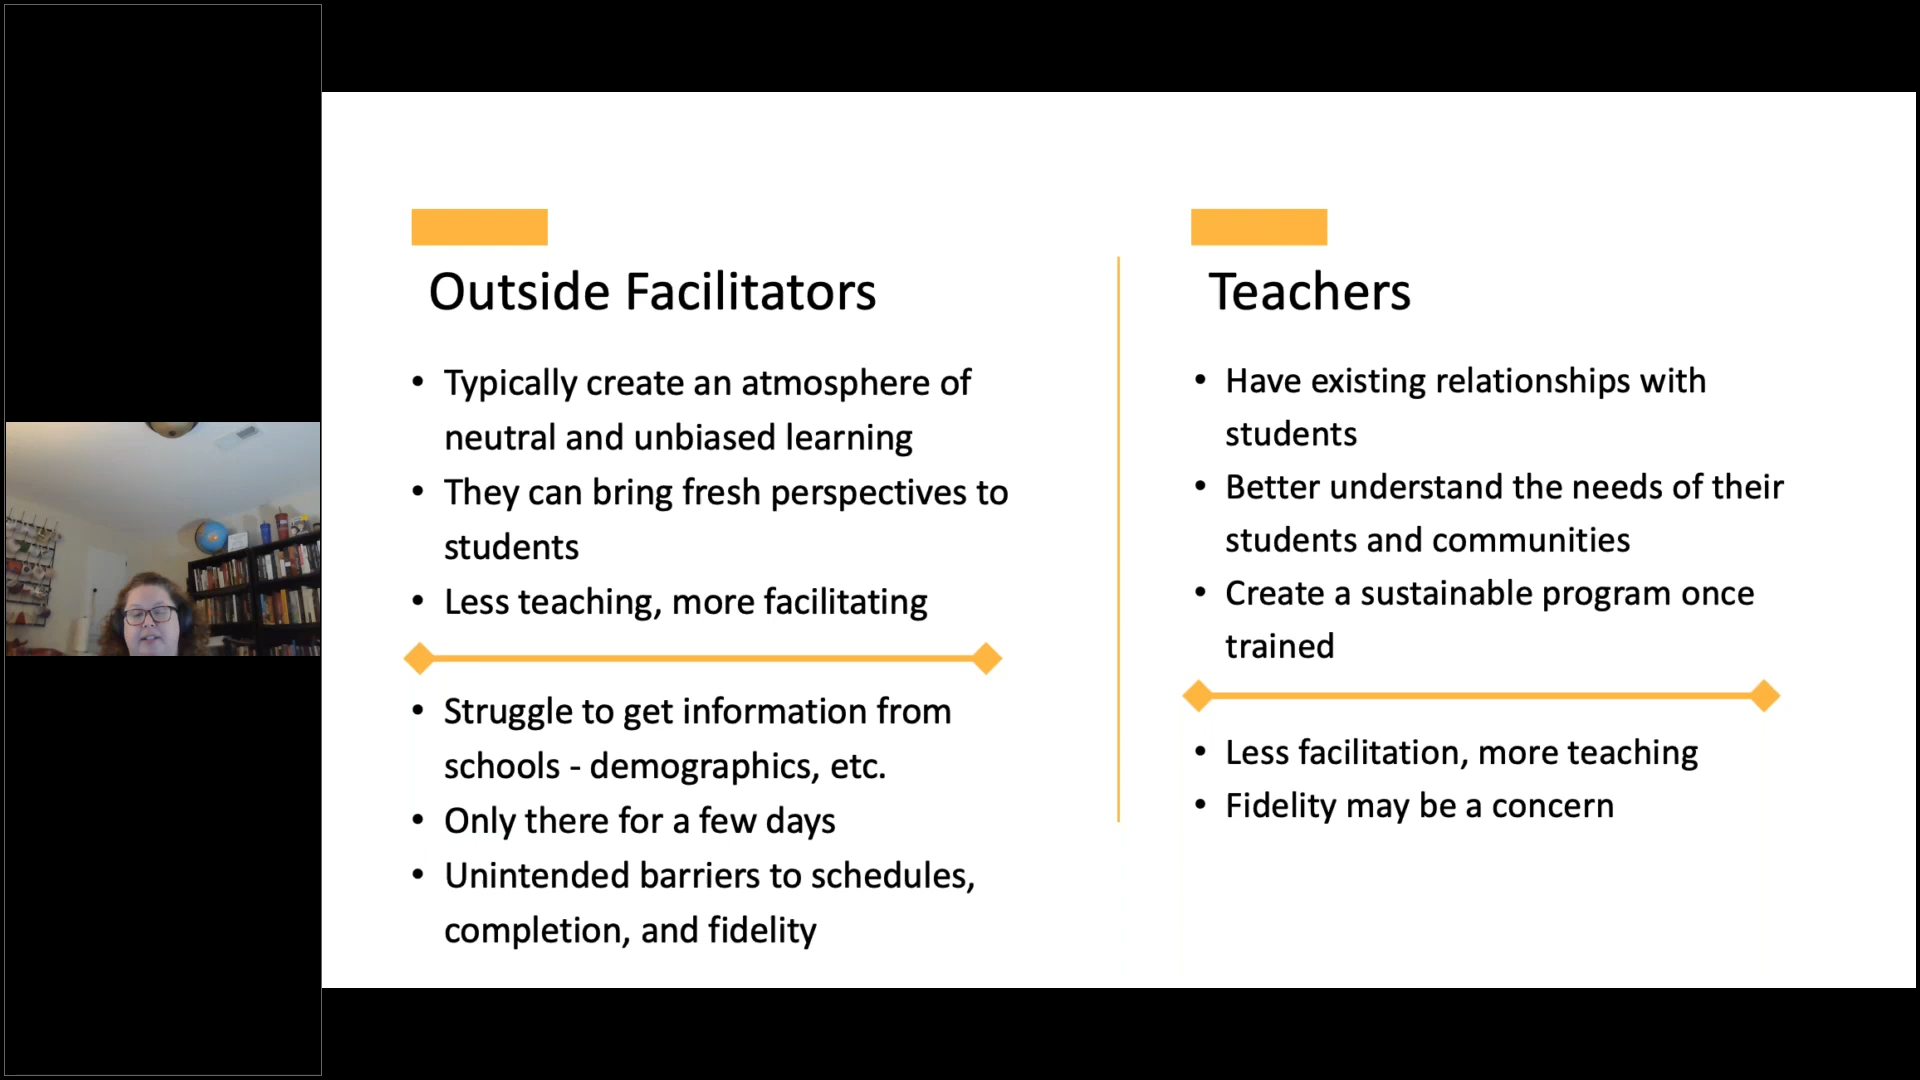 Outside Facilitators
• Typically create an atmosphere of
neutral and unbiased learning
• They can bring fresh perspectives to
students
• Less teaching, more facilitating
• Struggle to get information from
schools - demographics, etc.
• Only there for a few days
• Unintended barriers to schedules,
completion, and fidelity
Teachers
• Have existing relationships with
students
• Better understand the needs of their
students and communities
• Create a sustainable program once
trained
• Less facilitation, more teaching
• Fidelity may be a concern